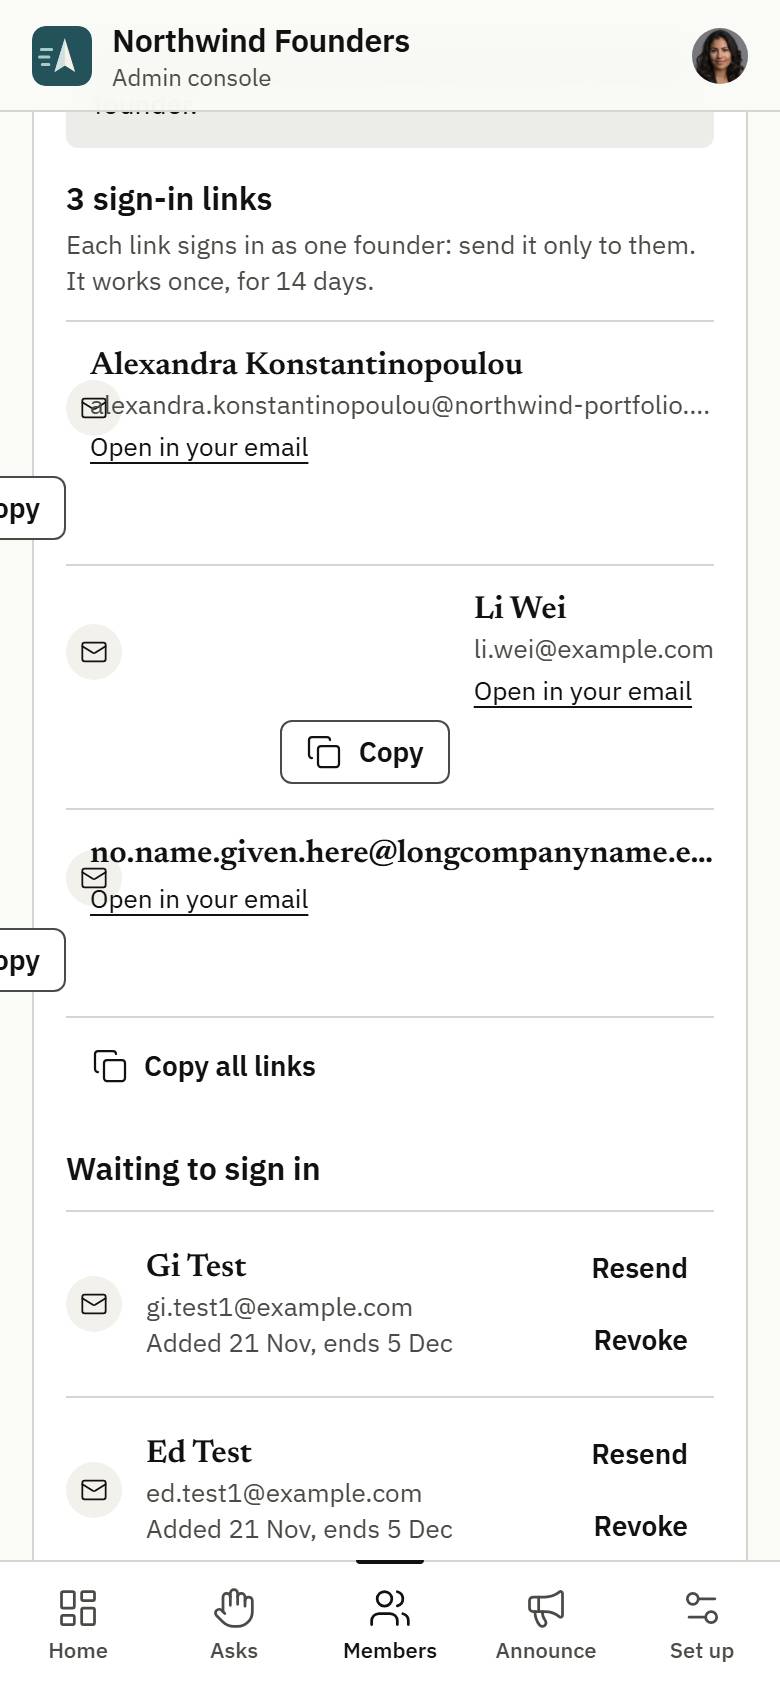 Northwind Founders
Admin console
founder.
3 sign-in links
Each link signs in as one founder: send it only to them.
It works once, for 14 days.
Alexandra Konstantinopoulou
alexandra.konstantinopoulou@northwind-portfolio....
Open in your email
opy
Li Wei
li.wei@example.com
Open in your email
Copy
no.name.given.here@longcompanyname.e...
Open in your email
opy
Copy all links
Waiting to sign in
Gi Test
Resend
gi.test1@example.com
Added 21 Nov, ends 5 Dec
Revoke
Ed Test
Resend
ed.test1@example.com
Added 21 Nov, ends 5 Dec
Revoke
Home
Asks
Members
Announce
Set up